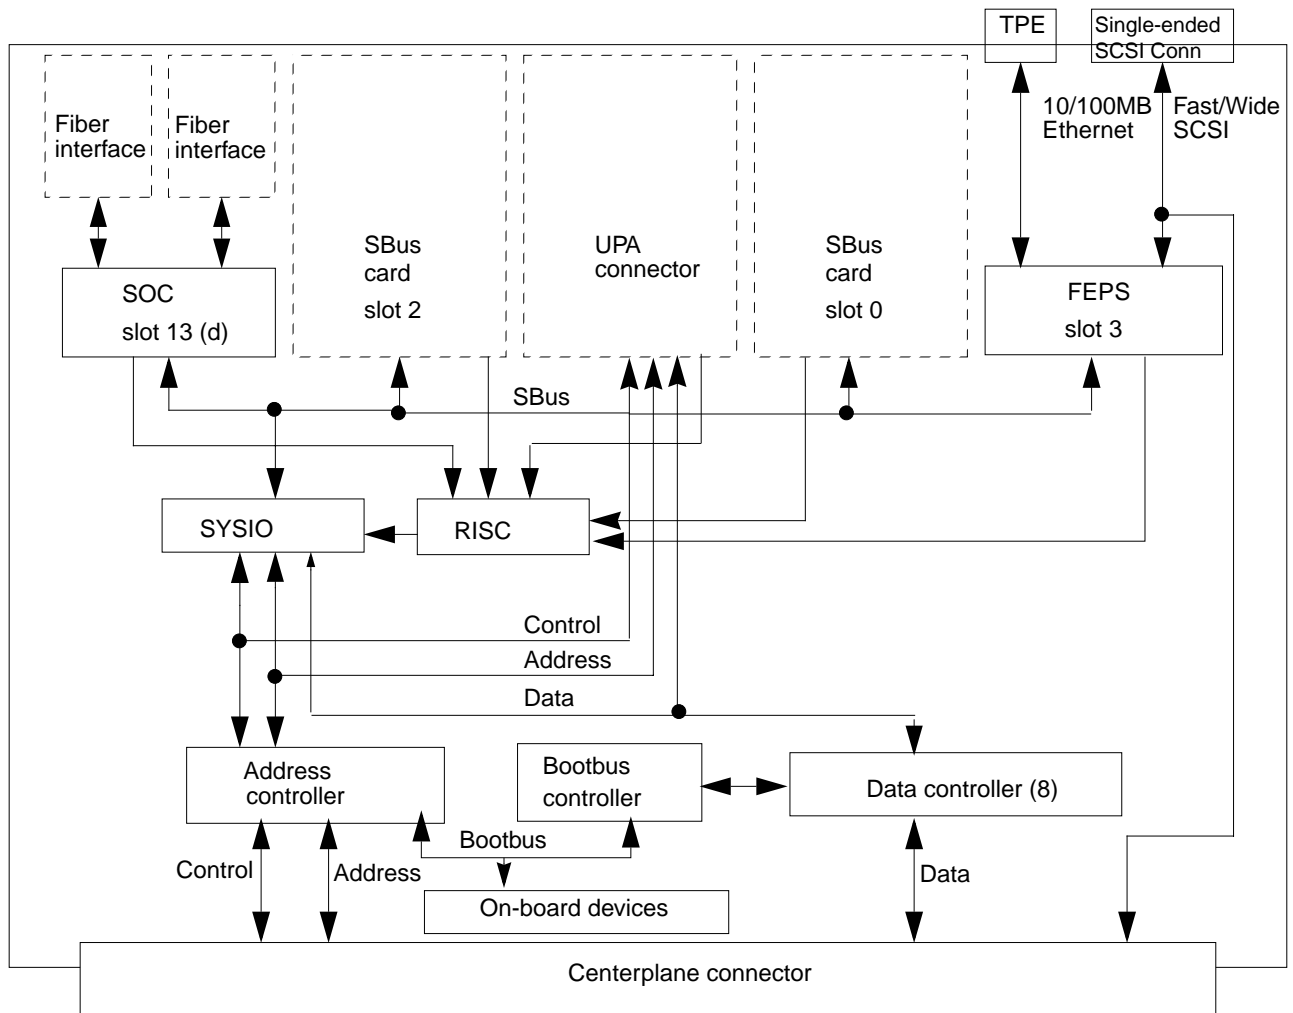 TPE
Single-ended
SCSI Conn
10/100MB
Ethernet
Fast/Wide
SCSI
Fiber
interface
Fiber
interface
SBus
card
slot 2
UPA
connector
SBus
card
slot 0
SOC
slot 13 (d)
FEPS
slot 3
SBus
SYSIO
RISC
Control
Address
Data
Address
controller
Bootbus
controller
Data controller (8)
Bootbus
Control
Address
Data
On-board devices
Centerplane connector